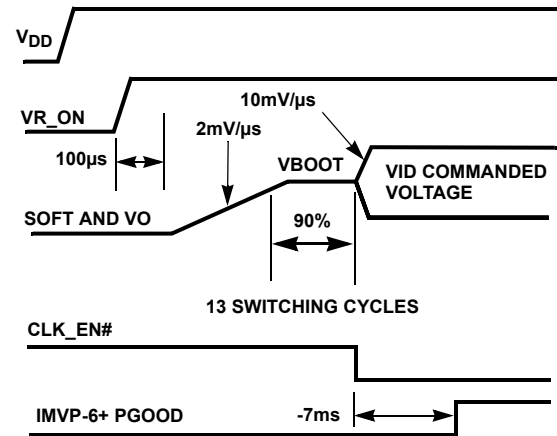 VDD
VR_ON
10mV/µs
2mV/µs
100µs
VBOOT
VID COMMANDED
VOLTAGE
SOFT AND VO
90%
13 SWITCHING CYCLES
CLK_EN#
IMVP-6+ PGOOD
-7ms